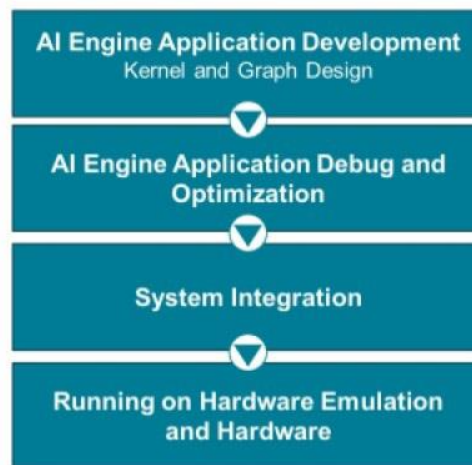 AI Engine Application Development
Kernel and Graph Design
AI Engine Application Debug and
Optimization
System Integration
Running on Hardware Emulation
and Hardware